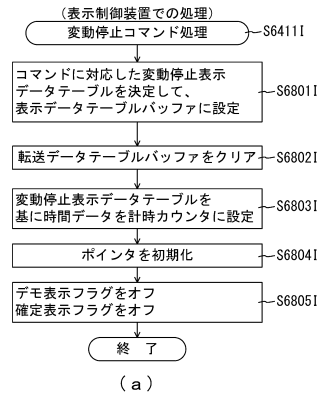 (表示制御装置での処理)
変動停止コマンド処理
S6411I
コマンドに対応した変動停止表示
データテーブルを決定して、
表示データテーブルバッファに設定
S6801I
転送データテーブルバッファをクリア
S6802I
変動停止表示データテーブルを
基に時間データを計時カウンタに設定
S6803I
ポインタを初期化
S6804I
デモ表示フラグをオフ
確定表示フラグをオフ
S6805I
終 了
(a)